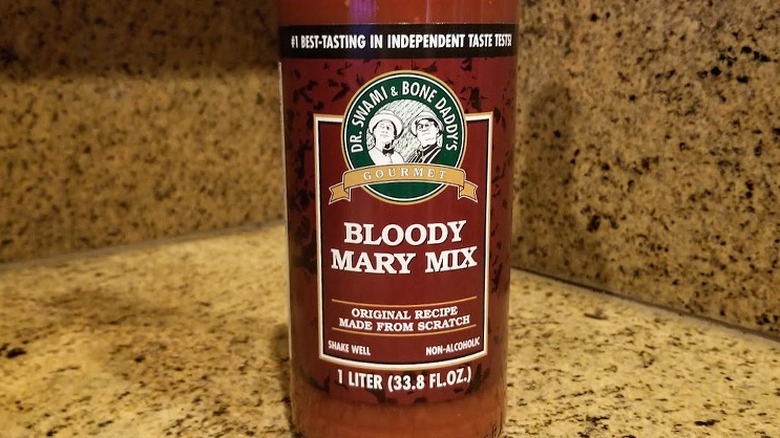 #1 BEST-TASTING IN INDEPENDENT TASTE TESTS!
DR. SWAMI & BONE DADDY'S
GOURMET
BLOODY
MARY MIX
ORIGINAL RECIPE
MADE FROM SCRATCH
SHAKE WELL NON-ALCOHOLIC
1 LITER (33.8 FL.OZ.)